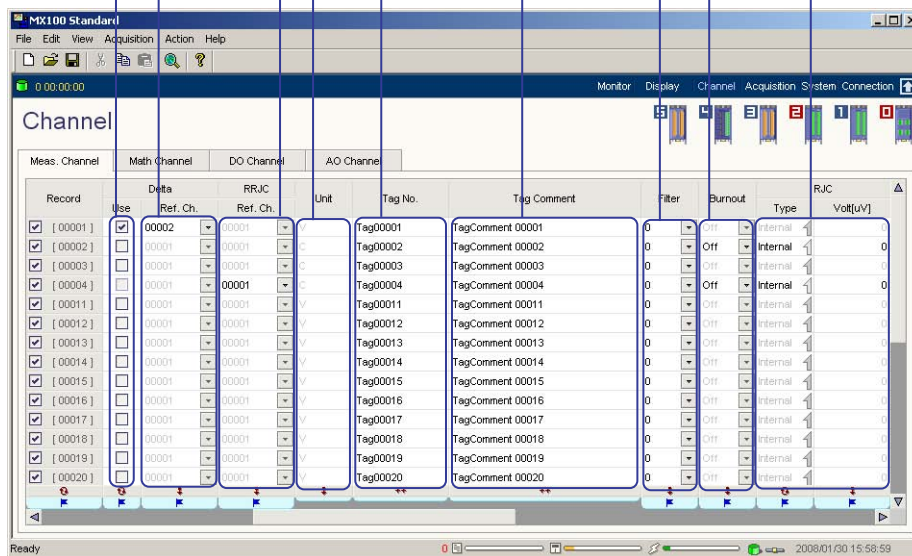 MX100 Standard
File Edit View Acquisition Action Help
0 00:00:00 Monitor Display Channel Acquisition System Connection
Channel
5 4 3 2 1 0
Meas. Channel Math Channel DO Channel AO Channel
Record Delta RRJC Unit Tag No. Tag Comment Filter Burnout RJC
Use Ref. Ch. Ref. Ch. Type Volt[uV]
[ 00001 ] 00002 00001 V Tag00001 TagComment 00001 0 Off Internal 0
[ 00002 ] 00001 00001 C Tag00002 TagComment 00002 0 Off Internal 0
[ 00003 ] 00001 00001 C Tag00003 TagComment 00003 0 Off Internal 0
[ 00004 ] 00001 00001 C Tag00004 TagComment 00004 0 Off Internal 0
[ 00011 ] 00001 00001 V Tag00011 TagComment 00011 0 Off Internal 0
[ 00012 ] 00001 00001 V Tag00012 TagComment 00012 0 Off Internal 0
[ 00013 ] 00001 00001 V Tag00013 TagComment 00013 0 Off Internal 0
[ 00014 ] 00001 00001 V Tag00014 TagComment 00014 0 Off Internal 0
[ 00015 ] 00001 00001 V Tag00015 TagComment 00015 0 Off Internal 0
[ 00016 ] 00001 00001 V Tag00016 TagComment 00016 0 Off Internal 0
[ 00017 ] 00001 00001 V Tag00017 TagComment 00017 0 Off Internal 0
[ 00018 ] 00001 00001 V Tag00018 TagComment 00018 0 Off Internal 0
[ 00019 ] 00001 00001 V Tag00019 TagComment 00019 0 Off Internal 0
[ 00020 ] 00001 00001 V Tag00020 TagComment 00020 0 Off Internal 0
Ready 0 2008/01/30 15:58:59